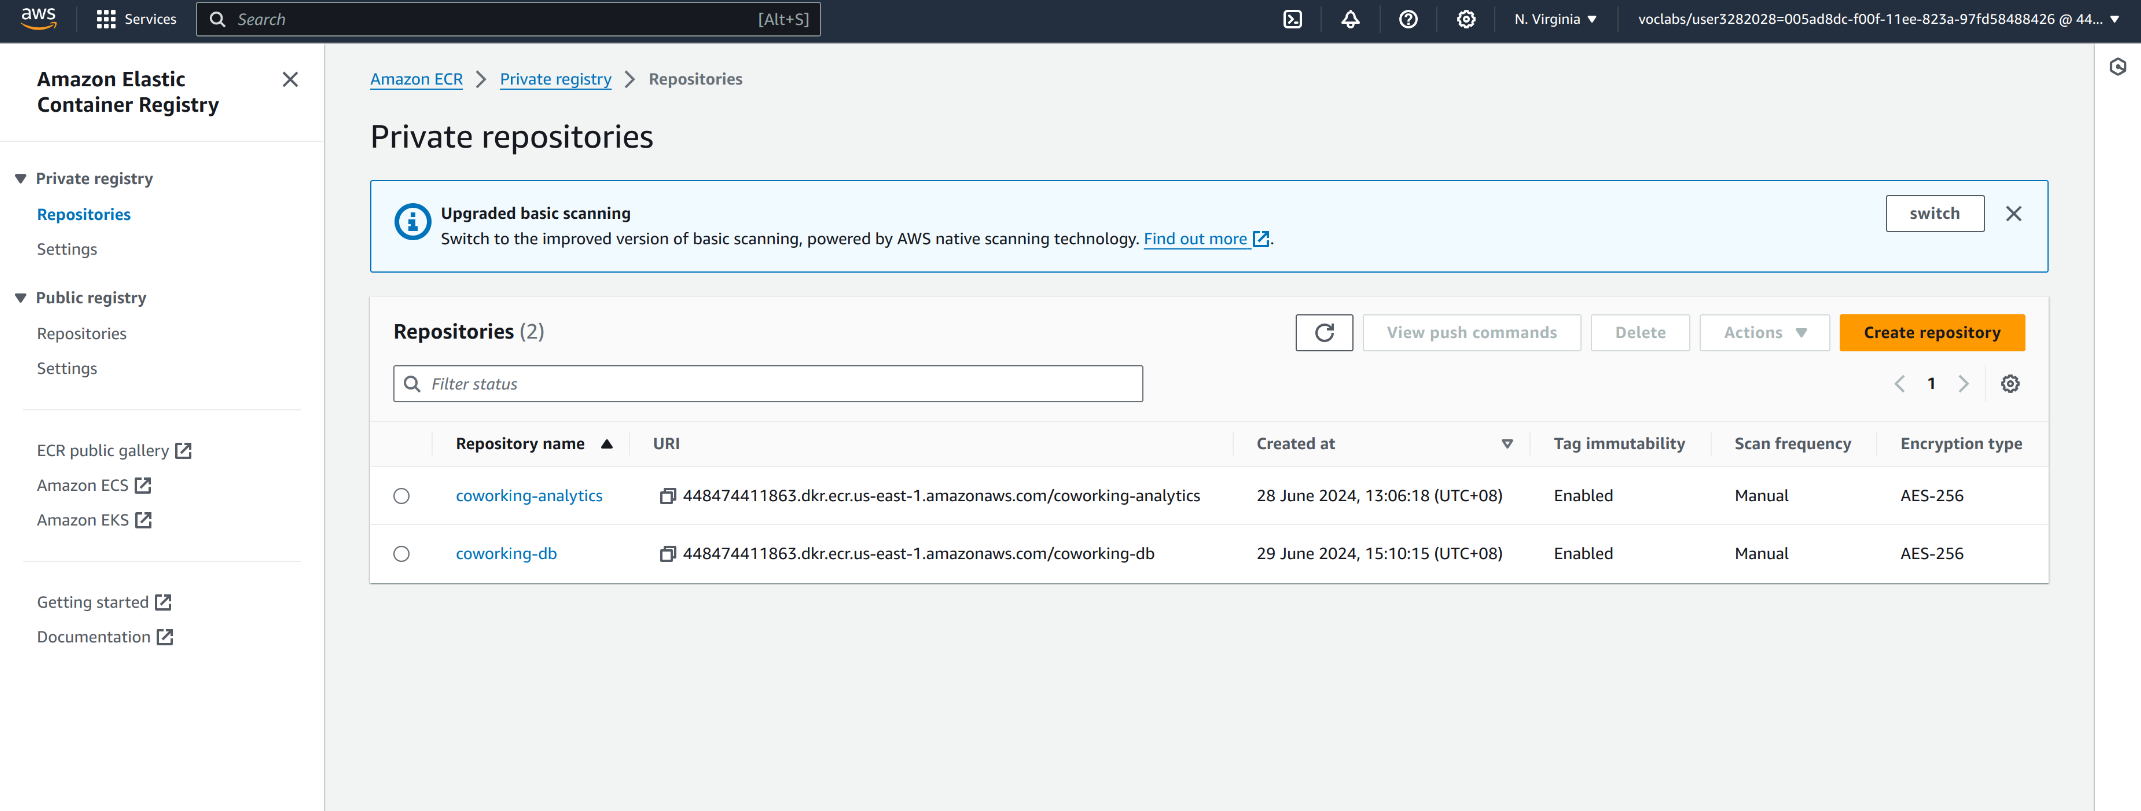 aws
Services
Search
[Alt+S]
N. Virginia
voclabs/user3282028=005ad8dc-f00f-11ee-823a-97fd58488426 @ 44...
Amazon Elastic
Container Registry
Private registry
Repositories
Settings
Public registry
Repositories
Settings
ECR public gallery
Amazon ECS
Amazon EKS
Getting started
Documentation
Amazon ECR > Private registry > Repositories
Private repositories
Upgraded basic scanning
Switch to the improved version of basic scanning, powered by AWS native scanning technology. Find out more.
switch
Repositories (2)
View push commands
Delete
Actions
Create repository
Filter status
1
Repository name URI Created at Tag immutability Scan frequency Encryption type
coworking-analytics 448474411863.dkr.ecr.us-east-1.amazonaws.com/coworking-analytics 28 June 2024, 13:06:18 (UTC+08) Enabled Manual AES-256
coworking-db 448474411863.dkr.ecr.us-east-1.amazonaws.com/coworking-db 29 June 2024, 15:10:15 (UTC+08) Enabled Manual AES-256